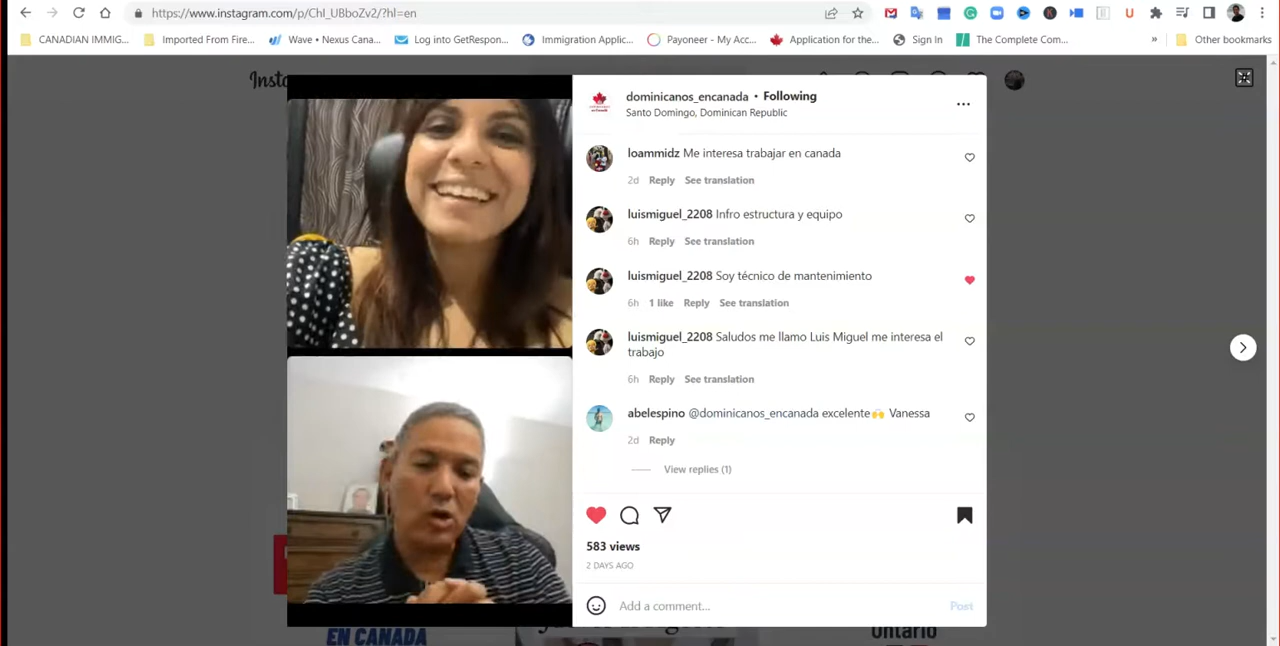 https://www.instagram.com/p/ChI_UBboZv2/?hl=en
CANADIAN IMMIG... Imported From Fire... Wave • Nexus Cana... Log into GetRespon... Immigration Applic... Payoneer - My Acc... Application for the... Sign In The Complete Com... » Other bookmarks
Insta
dominicanos_encanada • Following
Santo Domingo, Dominican Republic
loammidz Me interesa trabajar en canada
2d Reply See translation
luismiguel_2208 Infro estructura y equipo
6h Reply See translation
luismiguel_2208 Soy técnico de mantenimiento
6h 1 like Reply See translation
luismiguel_2208 Saludos me llamo Luis Miguel me interesa el
trabajo
6h Reply See translation
abelespino @dominicanos_encanada excelente🙌 Vanessa
2d Reply
View replies (1)
583 views
2 DAYS AGO
Add a comment... Post
EN CANADA
Ontario